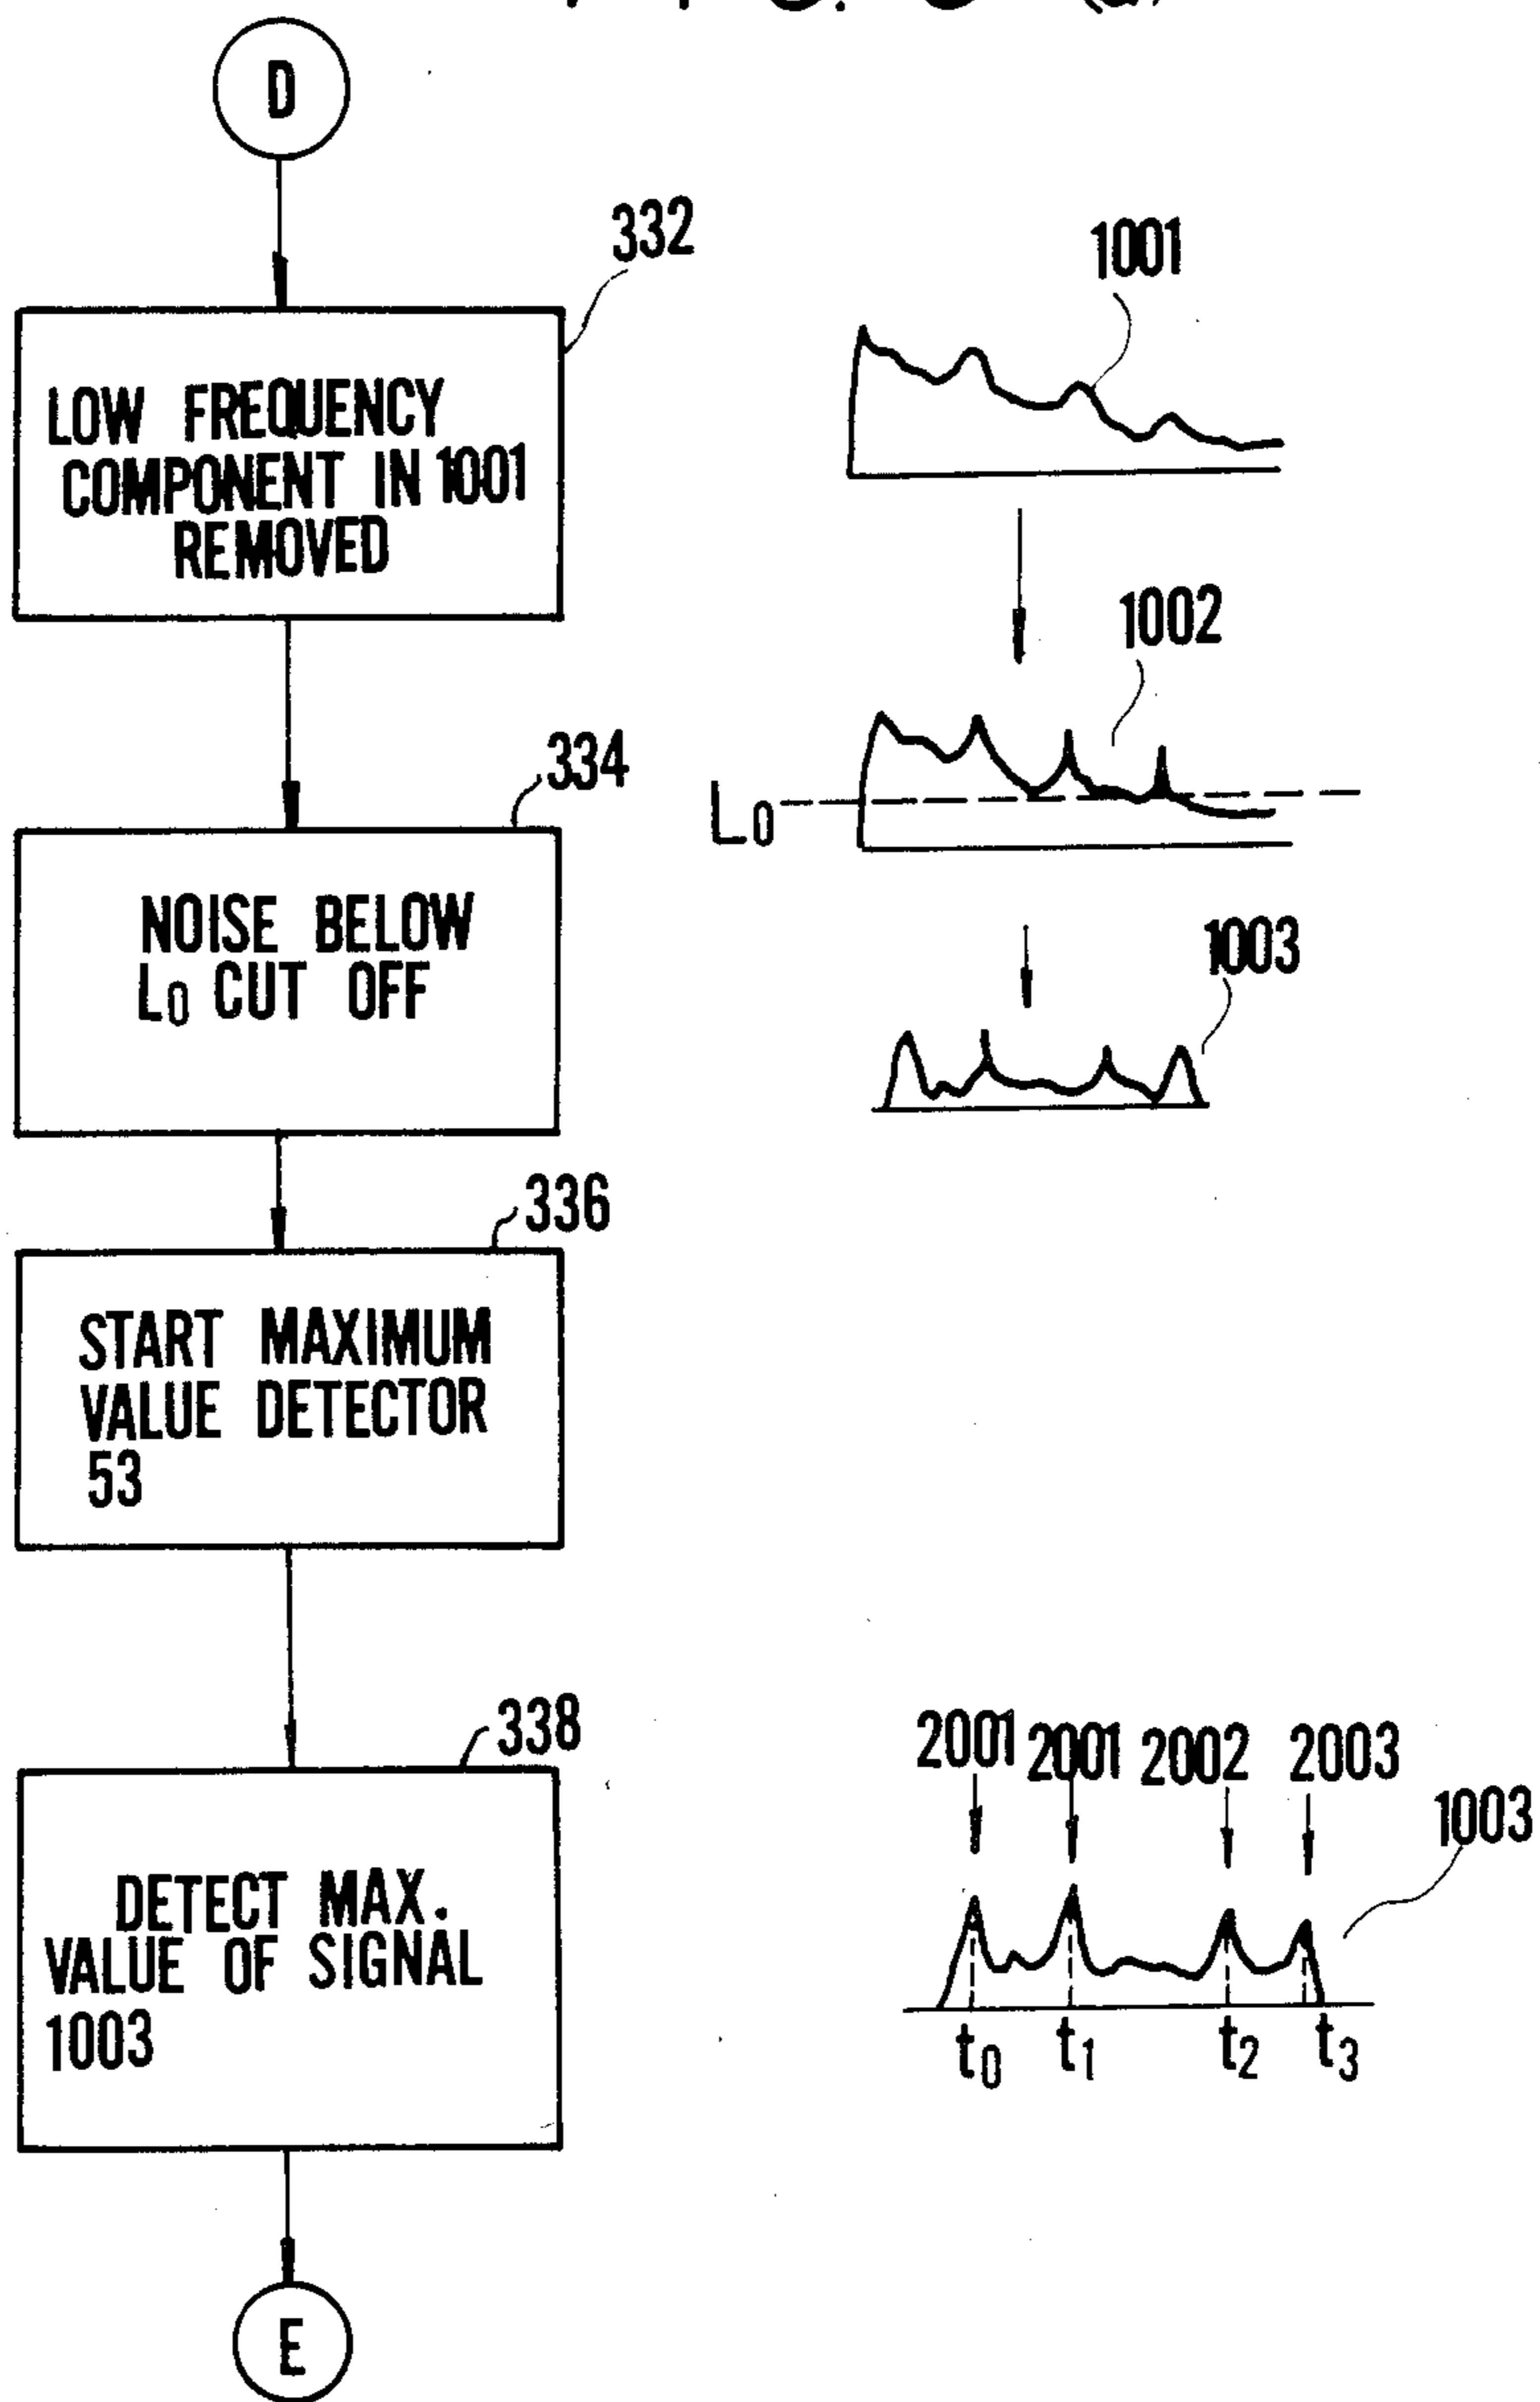 D
332
LOW FREQUENCY
COMPONENT IN 1001
REMOVED
1001
1002
334
L0
NOISE BELOW
L0 CUT OFF
1003
336
START MAXIMUM
VALUE DETECTOR
53
338
2001 2001 2002 2003
1003
DETECT MAX.
VALUE OF SIGNAL
1003
t0 t1 t2 t3
E